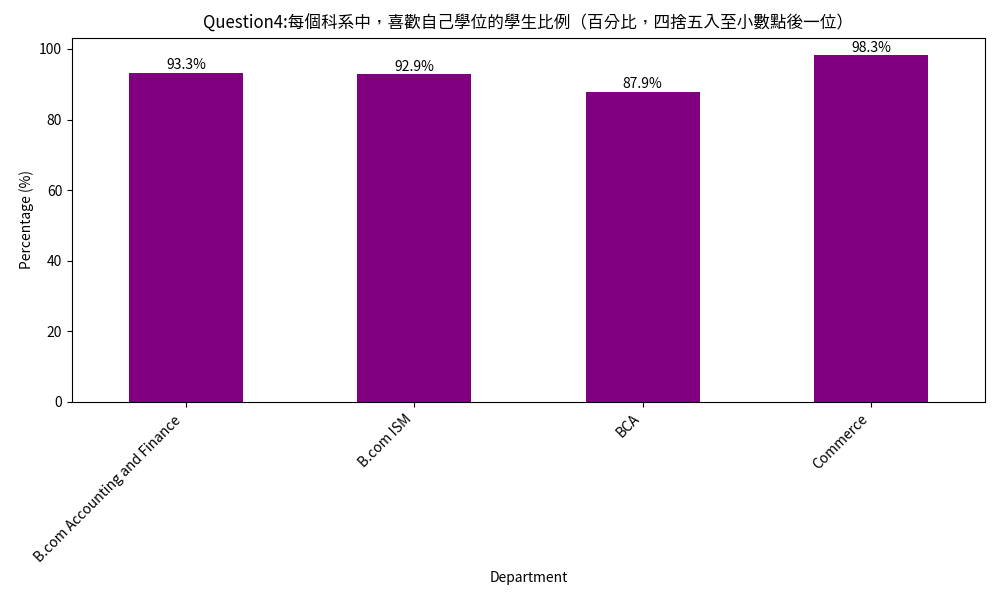 Question4:每個科系中，喜歡自己學位的學生比例（百分比，四捨五入至小數點後一位）
100
80
60
40
20
0
Percentage (%)
93.3%
92.9%
87.9%
98.3%
B.com Accounting and Finance
B.com ISM
BCA
Commerce
Department